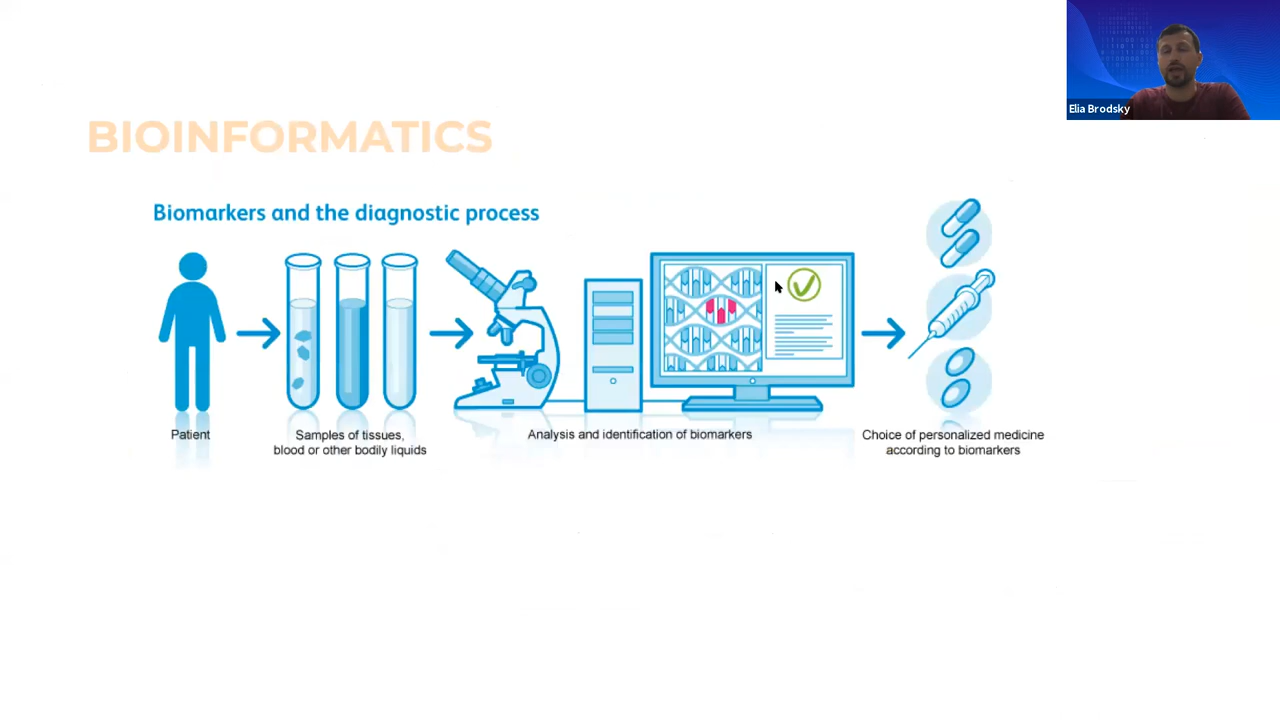 Elia Brodsky
BIOINFORMATICS
Biomarkers and the diagnostic process
Patient
Samples of tissues,
blood or other bodily liquids
Analysis and identification of biomarkers
Choice of personalized medicine
according to biomarkers